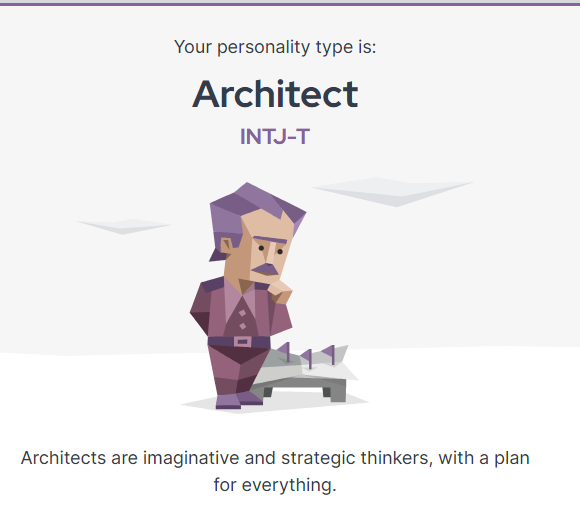 Your personality type is:
Architect
INTJ-T
Architects are imaginative and strategic thinkers, with a plan
for everything.